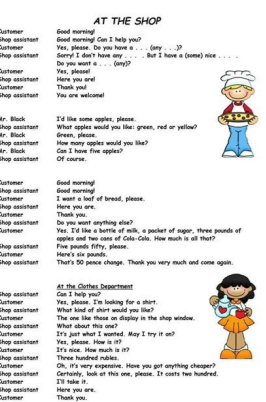 AT THE SHOP
Customer Good morning!
Shop assistant Good morning! Can I help you?
Customer Yes, please. Do you have a . . . (any . . .)?
Shop assistant Sorry! I don't have any . . . . But I have a (some) nice . . . .
Do you want a . . . (any)?
Customer Yes, please!
Shop assistant Here you are!
Customer Thank you!
Shop assistant You are welcome!
Mr. Black I'd like some apples, please.
Shop assistant What apples would you like: green, red or yellow?
Mr. Black Green, please.
Shop assistant How many apples would you like?
Mr. Black Can I have five apples?
Shop assistant Of course.
Customer Good morning!
Shop assistant Good morning!
Customer I want a loaf of bread, please.
Shop assistant Here you are.
Customer Thank you.
Shop assistant Do you want anything else?
Customer Yes. I'd like a bottle of milk, a packet of sugar, three pounds of
apples and two cans of Cola-Cola. How much is all that?
Shop assistant Five pounds fifty, please.
Customer Here's six pounds.
Shop assistant That's 50 pence change. Thank you very much and come again.
At the Clothes Department
Shop assistant Can I help you?
Customer Yes, please. I'm looking for a shirt.
Shop assistant What kind of shirt would you like?
Customer The one like those on display in the shop window.
Shop assistant What about this one?
Customer It's just what I wanted. May I try it on?
Shop assistant Yes, please. How is it?
Customer It's nice. How much is it?
Shop assistant Three hundred rubles.
Customer Oh, it's very expensive. Have you got anything cheaper?
Shop assistant Certainly, look at this one, please. It costs two hundred.
Customer I'll take it.
Shop assistant Here you are.
Customer Thank you.